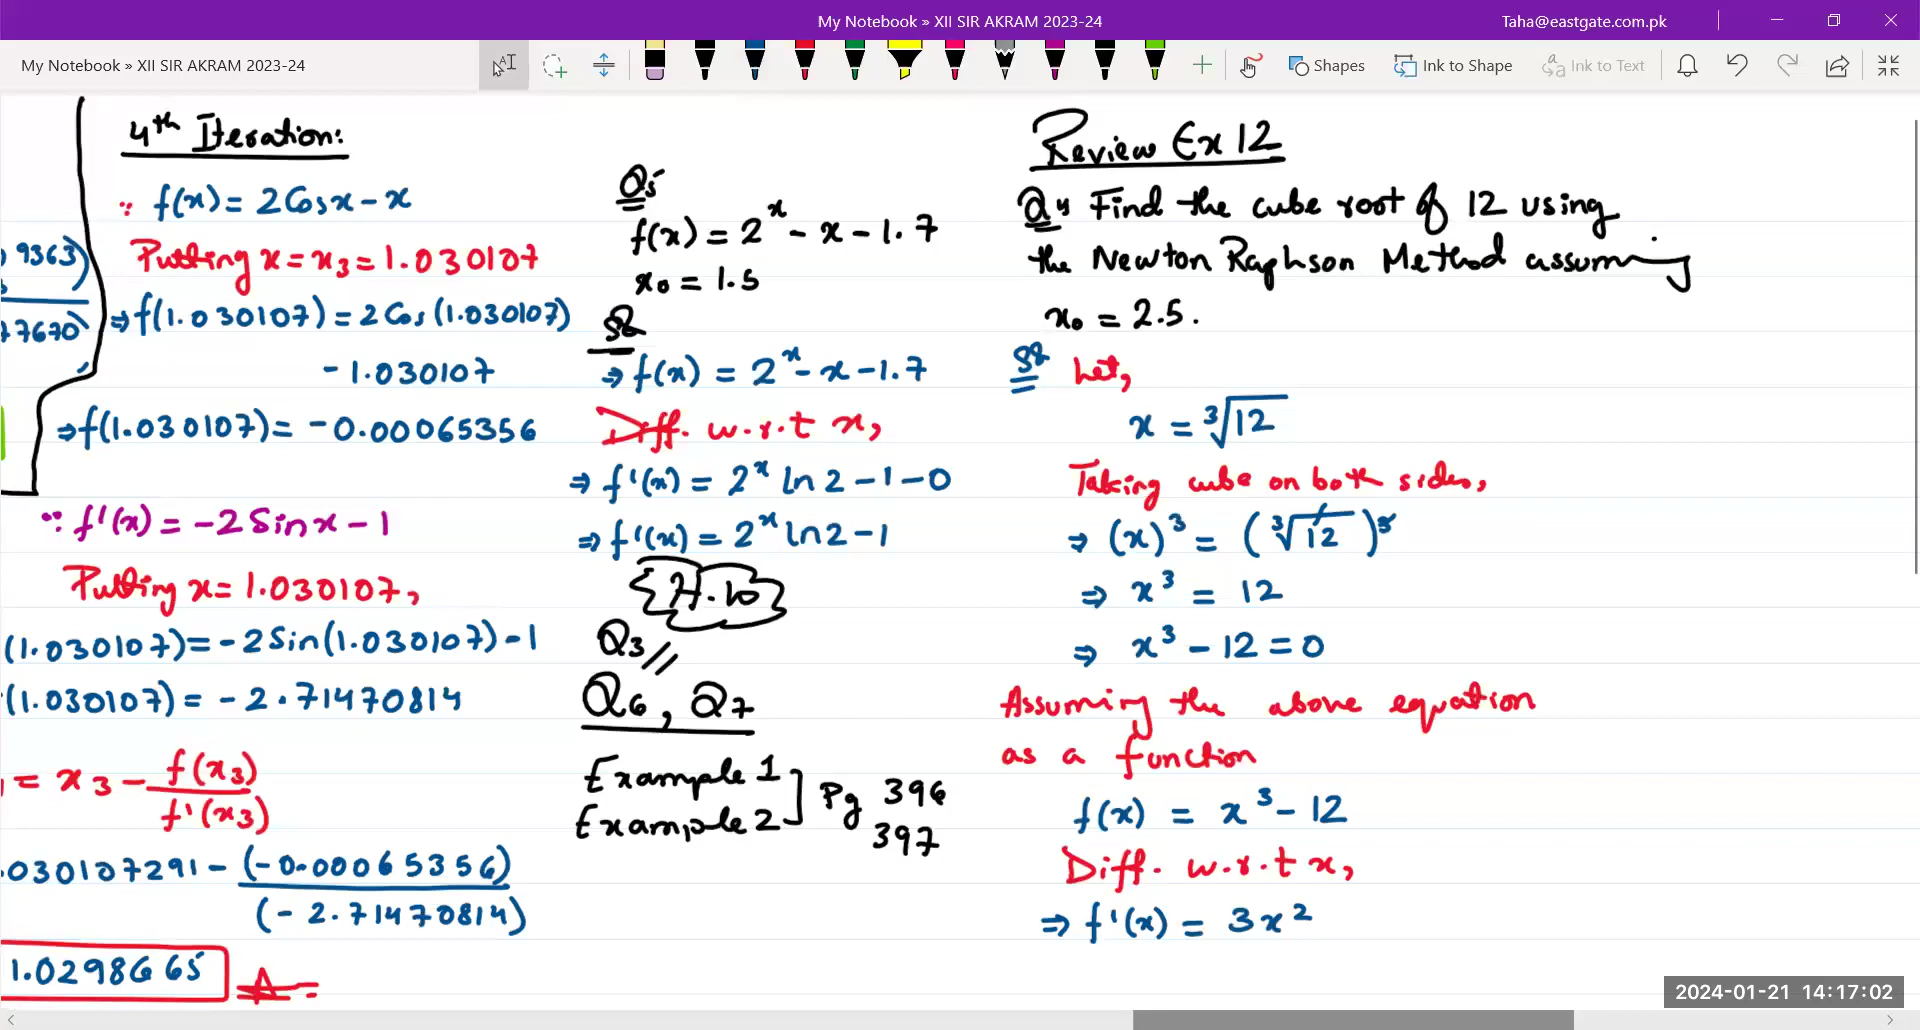 My Notebook » XII SIR AKRAM 2023-24
Taha@eastgate.com.pk
My Notebook » XII SIR AKRAM 2023-24
Shapes
Ink to Shape
Ink to Text
4th Iteration:
∵ f(x) = 2Cosx - x
Putting x = x₃ = 1.030107
⇒ f(1.030107) = 2Cos(1.030107)
- 1.030107
⇒ f(1.030107) = -0.00065356
9363)
7670)
∵ f'(x) = -2Sinx - 1
Putting x = 1.030107,
(1.030107) = -2Sin(1.030107) - 1
(1.030107) = -2.71470814
= x₃ - f(x₃)
f'(x₃)
030107291 - (-0.00065356)
(-2.71470814)
1.0298665
Q5
f(x) = 2ˣ - x - 1.7
x₀ = 1.5
Sol
⇒ f(x) = 2ˣ - x - 1.7
Diff. w.r.t x,
⇒ f'(x) = 2ˣ ln2 - 1 - 0
⇒ f'(x) = 2ˣ ln2 - 1
{H.W}
Q3
Q6, Q7
Example 1 ] Pg 396
Example 2 397
Review Ex 12
Q4 Find the cube root of 12 using
the Newton Raphson Method assuming
x₀ = 2.5.
Sol Let,
x = ∛12
Taking cube on both sides,
⇒ (x)³ = (∛12)³
⇒ x³ = 12
⇒ x³ - 12 = 0
Assuming the above equation
as a function
f(x) = x³ - 12
Diff. w.r.t x,
⇒ f'(x) = 3x²
2024-01-21 14:17:02